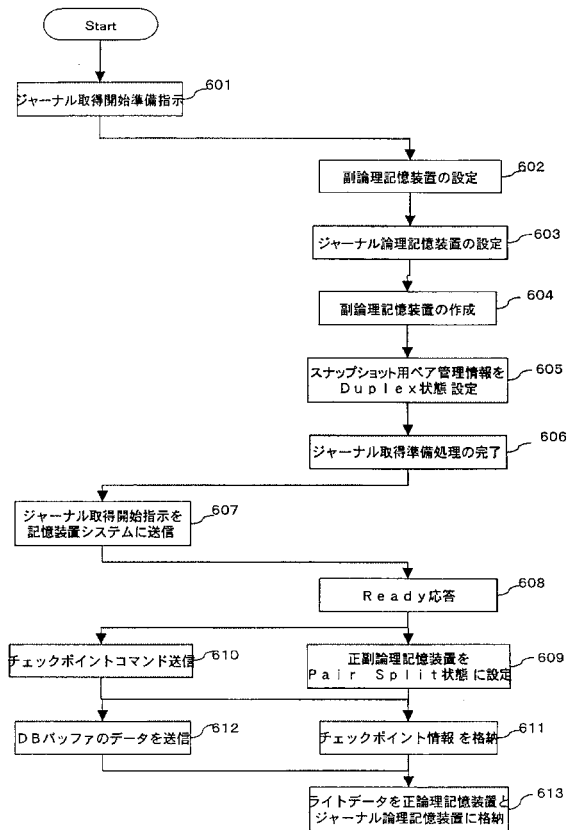 Start
ジャーナル取得開始準備指示
601
副論理記憶装置の設定
602
ジャーナル論理記憶装置の設定
603
副論理記憶装置の作成
604
スナップショット用ペア管理情報を
Duplex状態 設定
605
ジャーナル取得準備処理の完了
606
ジャーナル取得開始指示を
記憶装置システムに送信
607
Ready応答
608
チェックポイントコマンド送信
610
正副論理記憶装置を
Pair Split状態 に設定
609
DBバッファのデータを送信
612
チェックポイント情報 を格納
611
ライトデータを正論理記憶装置と
ジャーナル論理記憶装置に格納
613